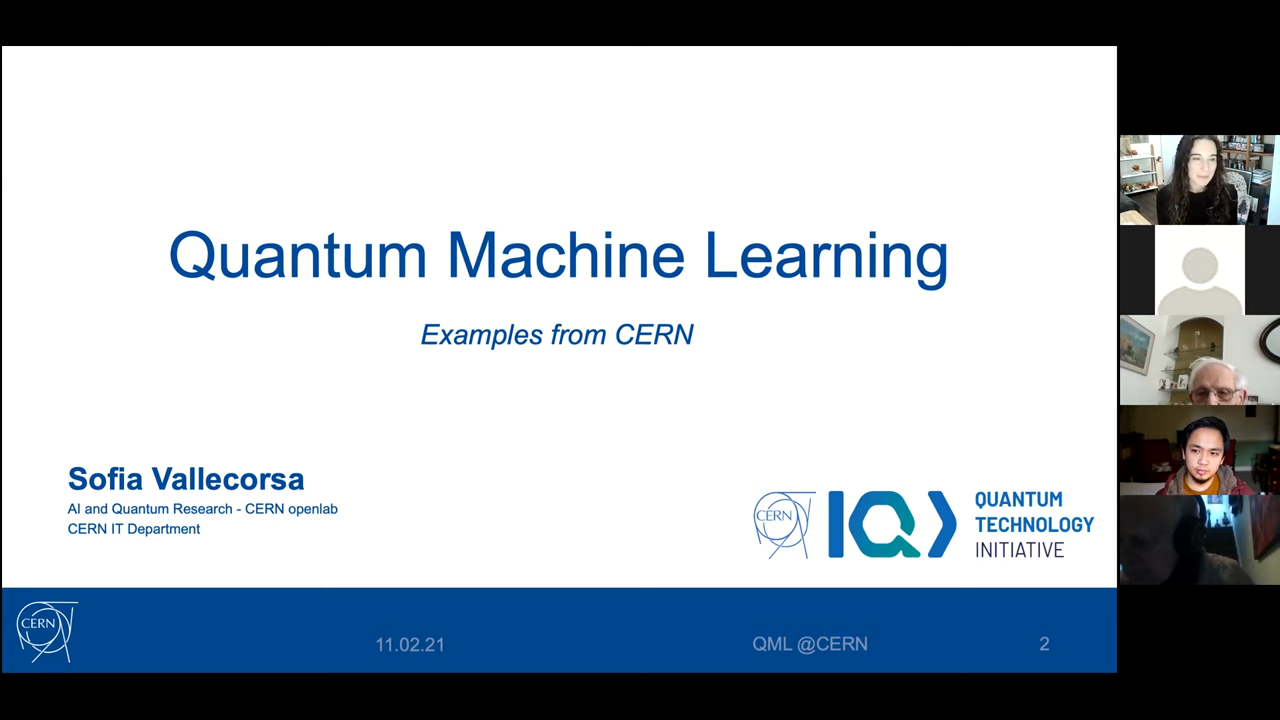 Quantum Machine Learning
Examples from CERN
Sofia Vallecorsa
AI and Quantum Research - CERN openlab
CERN IT Department
CERN
QUANTUM
TECHNOLOGY
INITIATIVE
CERN
11.02.21
QML @CERN
2